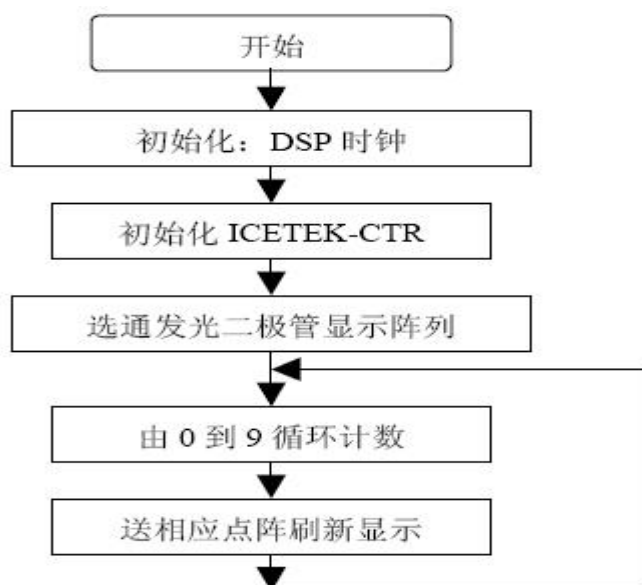 开始
初始化：DSP 时钟
初始化 ICETEK-CTR
选通发光二极管显示阵列
由 0 到 9 循环计数
送相应点阵刷新显示